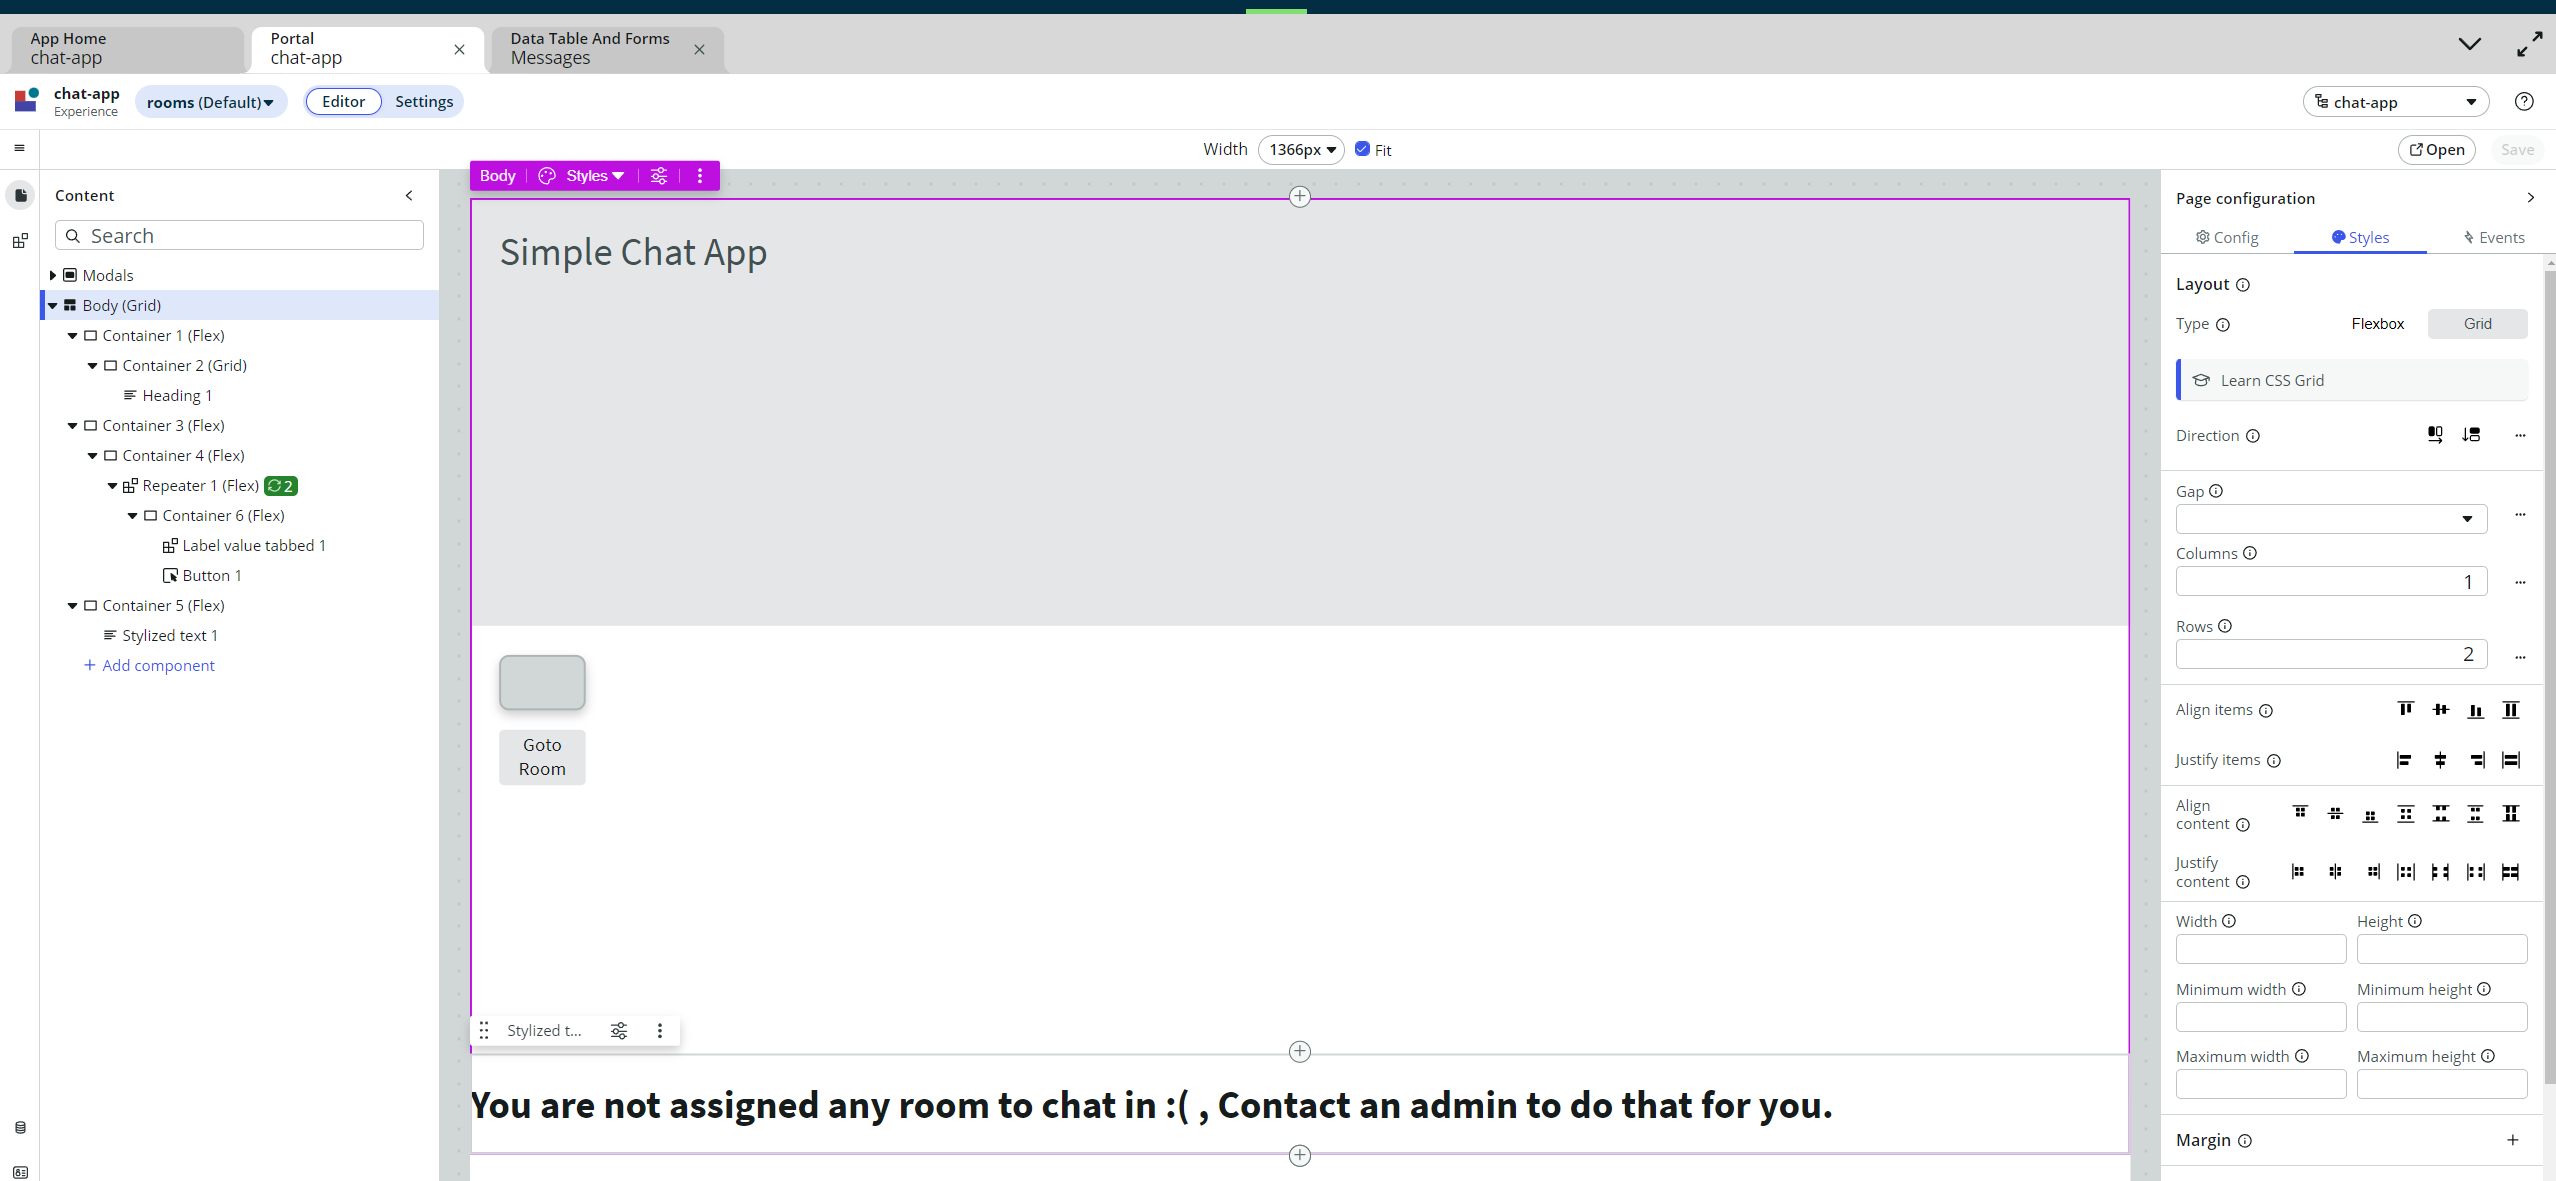 App Home
chat-app
Portal
chat-app
Data Table And Forms
Messages
chat-app
Experience
rooms (Default)
Editor
Settings
chat-app
Width
1366px
Fit
Open
Save
Content
Search
Modals
Body (Grid)
Container 1 (Flex)
Container 2 (Grid)
Heading 1
Container 3 (Flex)
Container 4 (Flex)
Repeater 1 (Flex) 2
Container 6 (Flex)
Label value tabbed 1
Button 1
Container 5 (Flex)
Stylized text 1
+ Add component
Body
Styles
Simple Chat App
Goto
Room
Stylized t...
You are not assigned any room to chat in :( , Contact an admin to do that for you.
Page configuration
Config
Styles
Events
Layout
Type
Flexbox
Grid
Learn CSS Grid
Direction
Gap
Columns
1
Rows
2
Align items
Justify items
Align
content
Justify
content
Width
Height
Minimum width
Minimum height
Maximum width
Maximum height
Margin